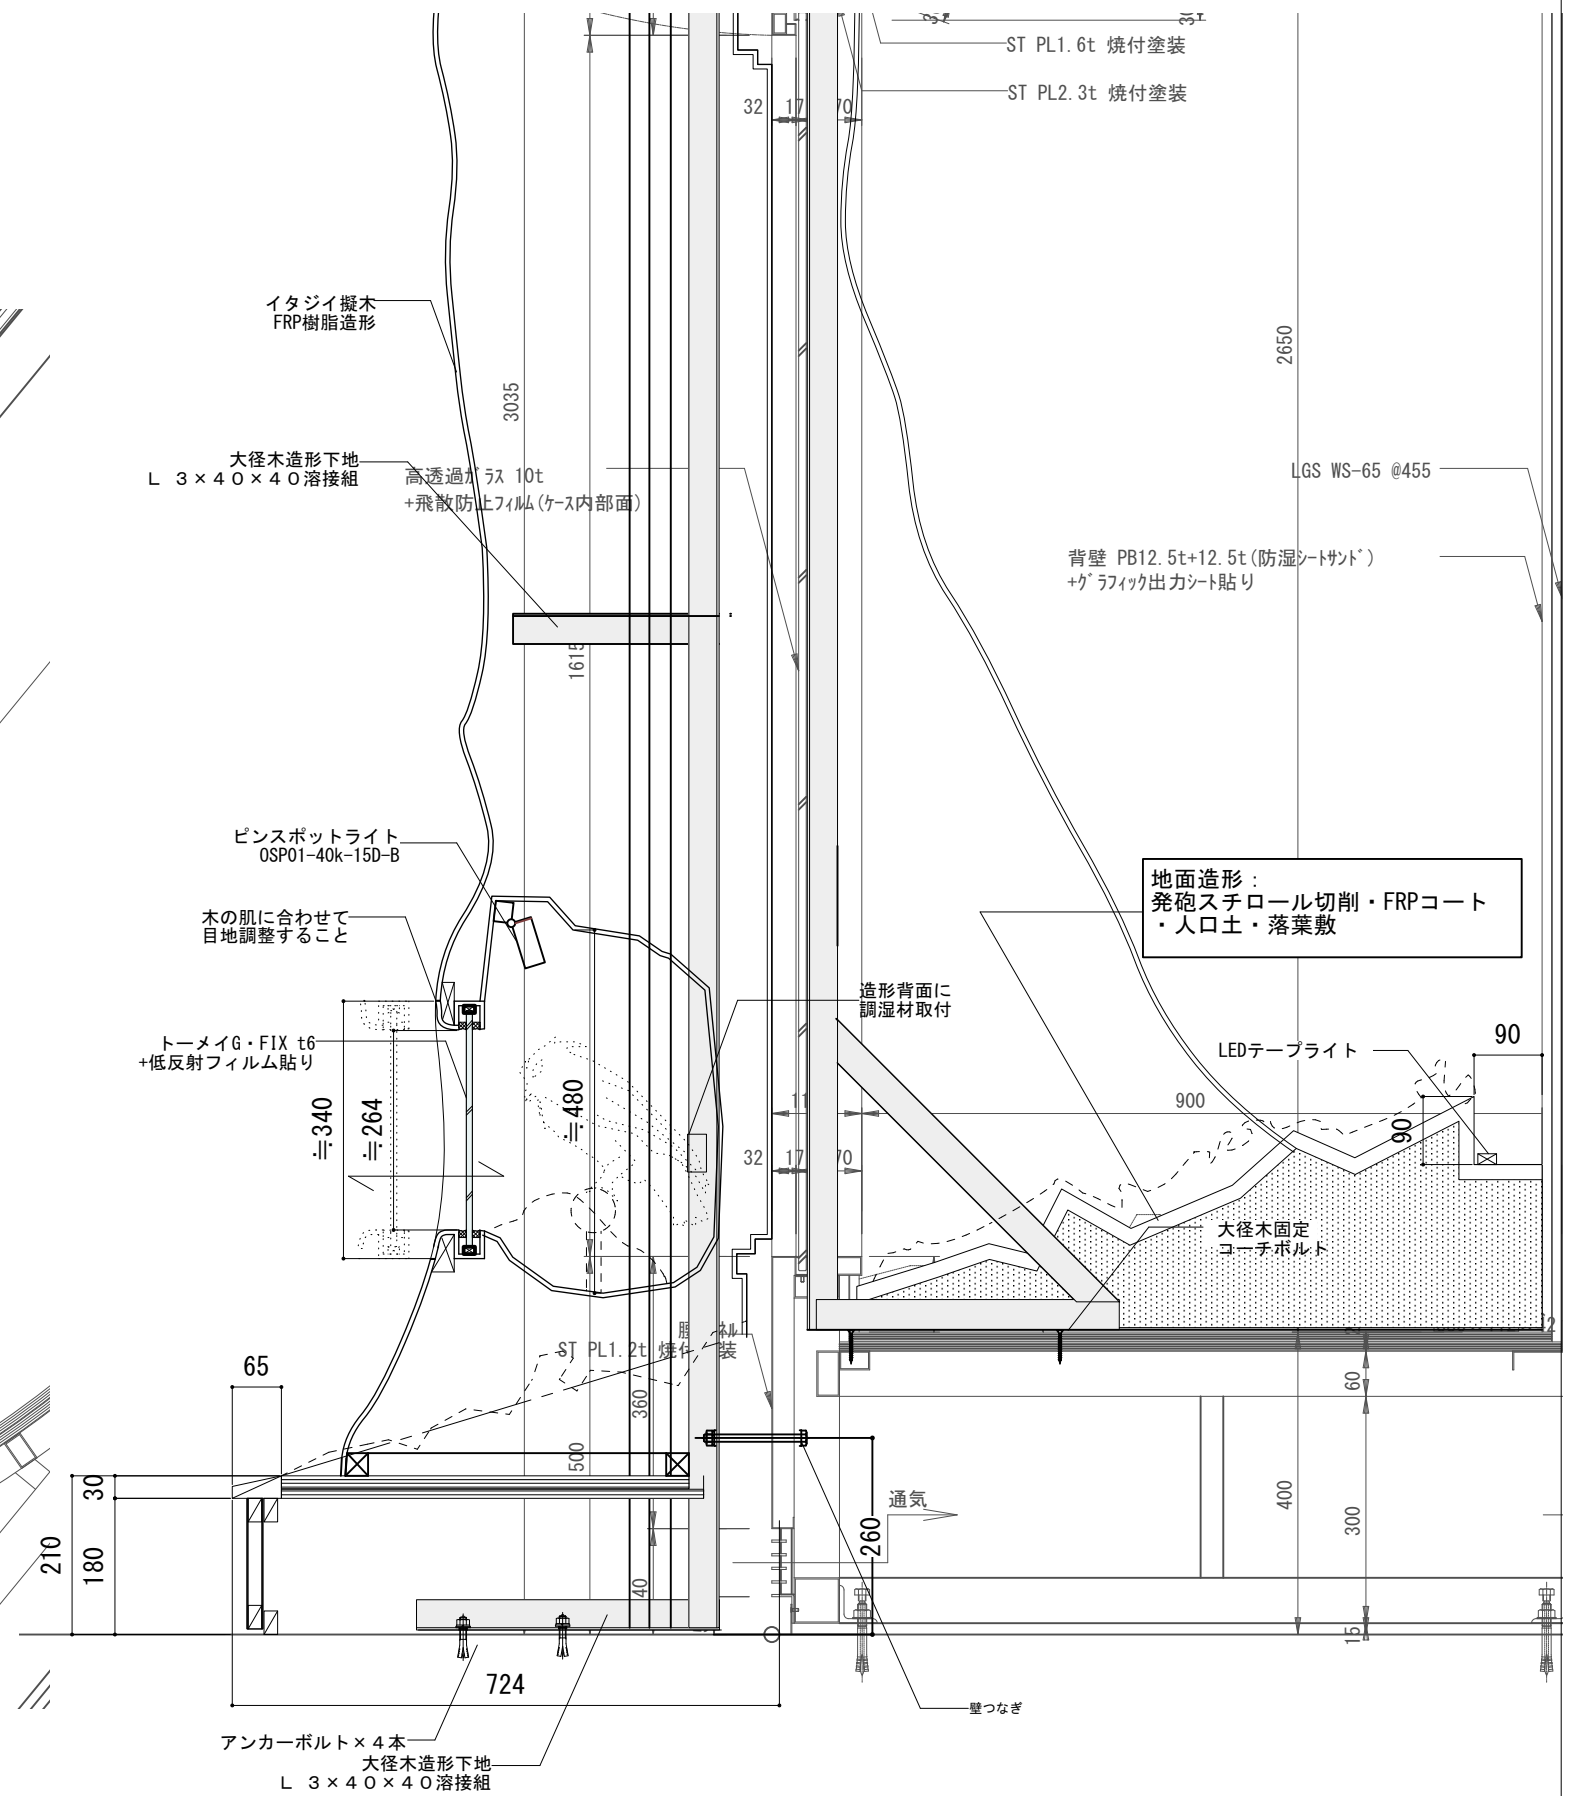 ST PL1.6t 焼付塗装
ST PL2.3t 焼付塗装
32
17
70
イタジイ擬木
FRP樹脂造形
3035
2650
大径木造形下地
L 3×40×40溶接組
高透過ガラス 10t
+飛散防止フィルム(ケース内部面)
LGS WS-65 @455
背壁 PB12.5t+12.5t(防湿シートサンド)
+グラフィック出力シート貼り
1615
ピンスポットライト
OSP01-40k-15D-B
木の肌に合わせて
目地調整すること
地面造形：
発泡スチロール切削・FRPコート
・人口土・落葉敷
造形背面に
調湿材取付
トーメイG・FIX t6
+低反射フィルム貼り
LEDテープライト
90
≒340
≒264
≒480
11
900
90
32
17
70
大径木固定
コーチボルト
ST PL1.2t 焼付
装
65
360
60
500
30
210
180
通気
260
400
300
40
15
724
壁つなぎ
アンカーボルト×4本
大径木造形下地
L 3×40×40溶接組